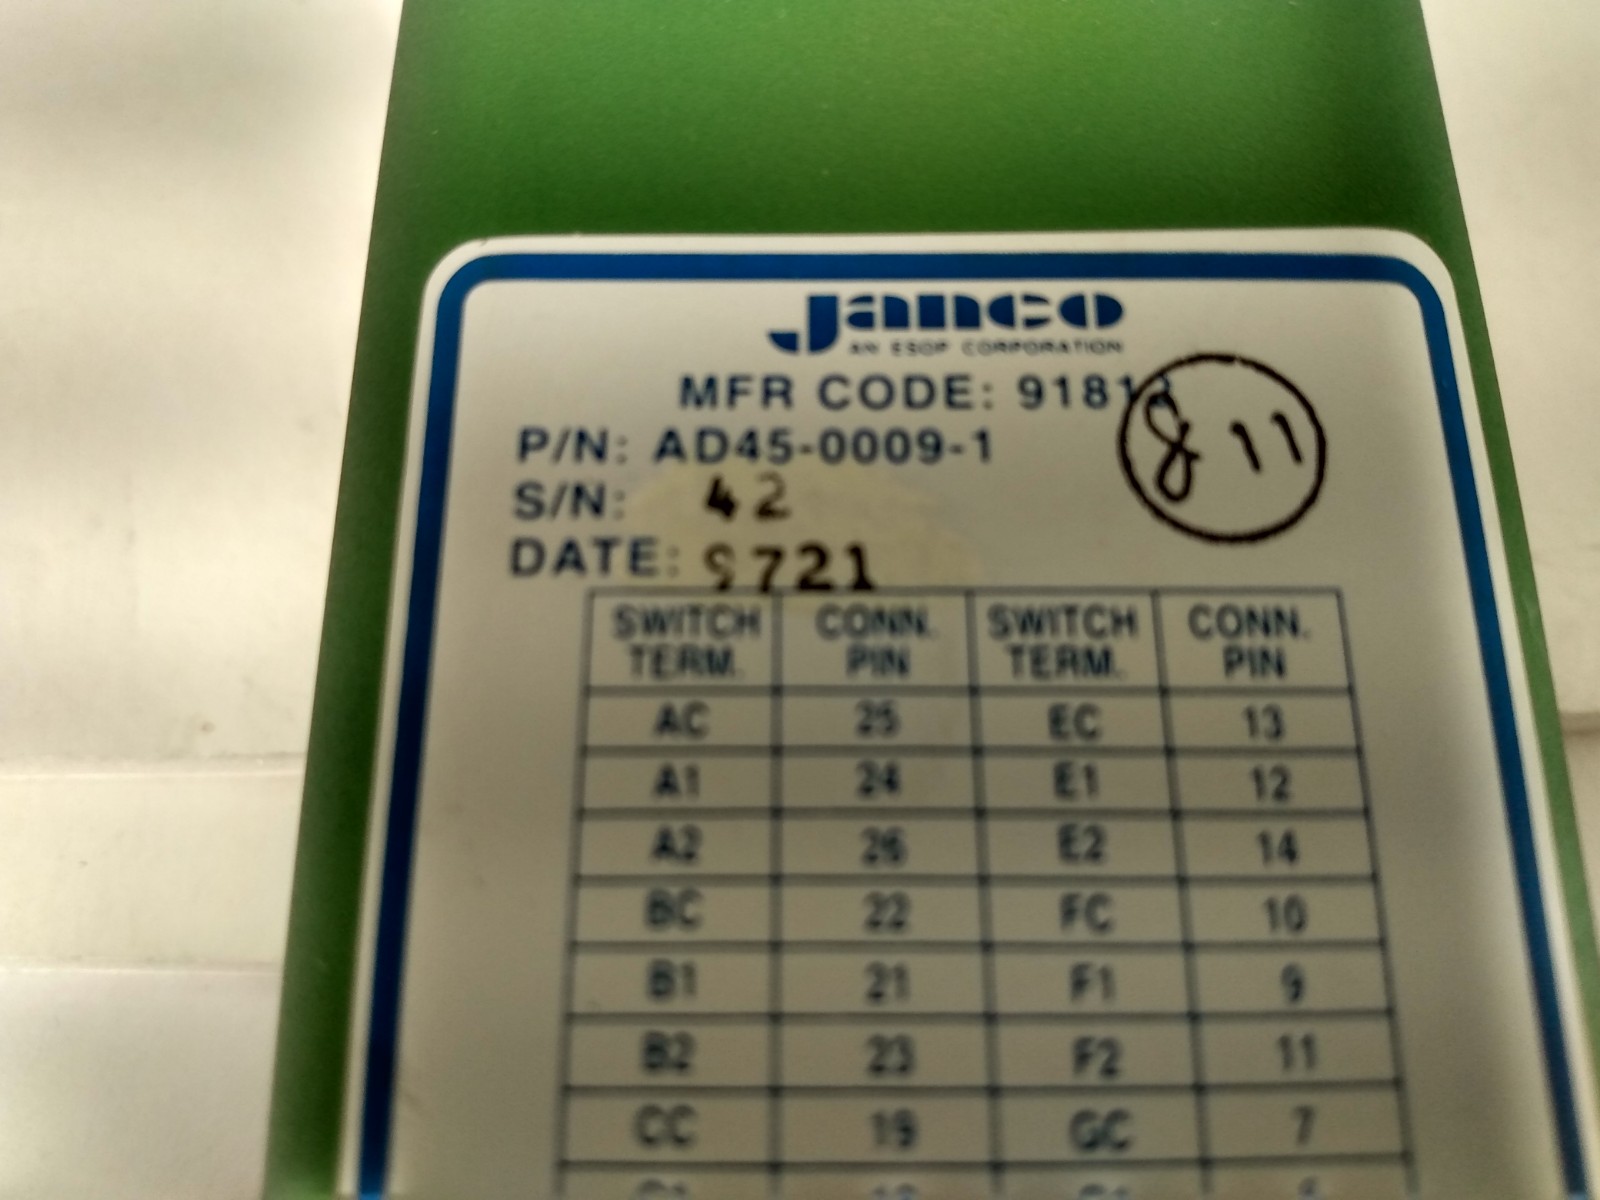 Janco
AN ESOP CORPORATION
MFR CODE: 91813
P/N: AD45-0009-1
8 11
S/N: 42
DATE: 9721
SWITCH TERM. CONN. PIN SWITCH TERM. CONN. PIN
AC 25 EC 13
A1 24 E1 12
A2 26 E2 14
BC 22 FC 10
B1 21 F1 9
B2 23 F2 11
CC 19 GC 7